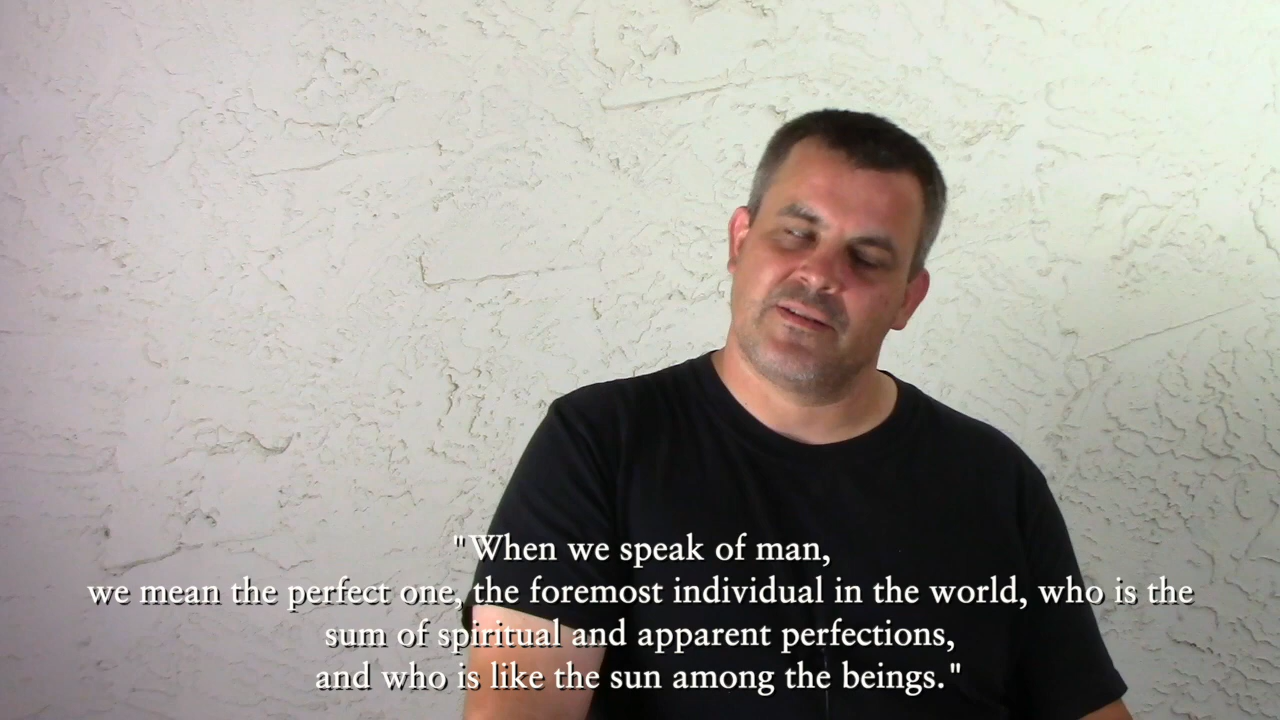 "When we speak of man,
we mean the perfect one, the foremost individual in the world, who is the
sum of spiritual and apparent perfections,
and who is like the sun among the beings."